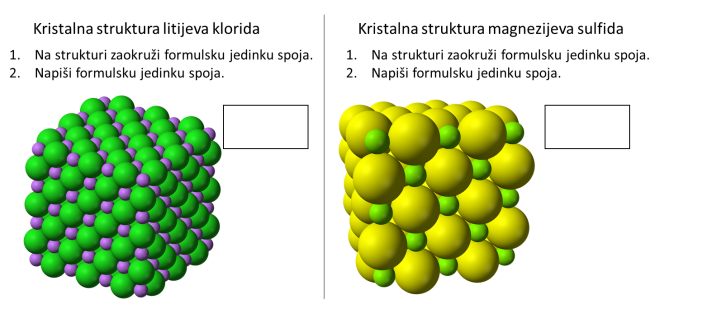 Kristalna struktura litijeva klorida
1. Na strukturi zaokruži formulsku jedinku spoja.
2. Napiši formulsku jedinku spoja.
Kristalna struktura magnezijeva sulfida
1. Na strukturi zaokruži formulsku jedinku spoja.
2. Napiši formulsku jedinku spoja.